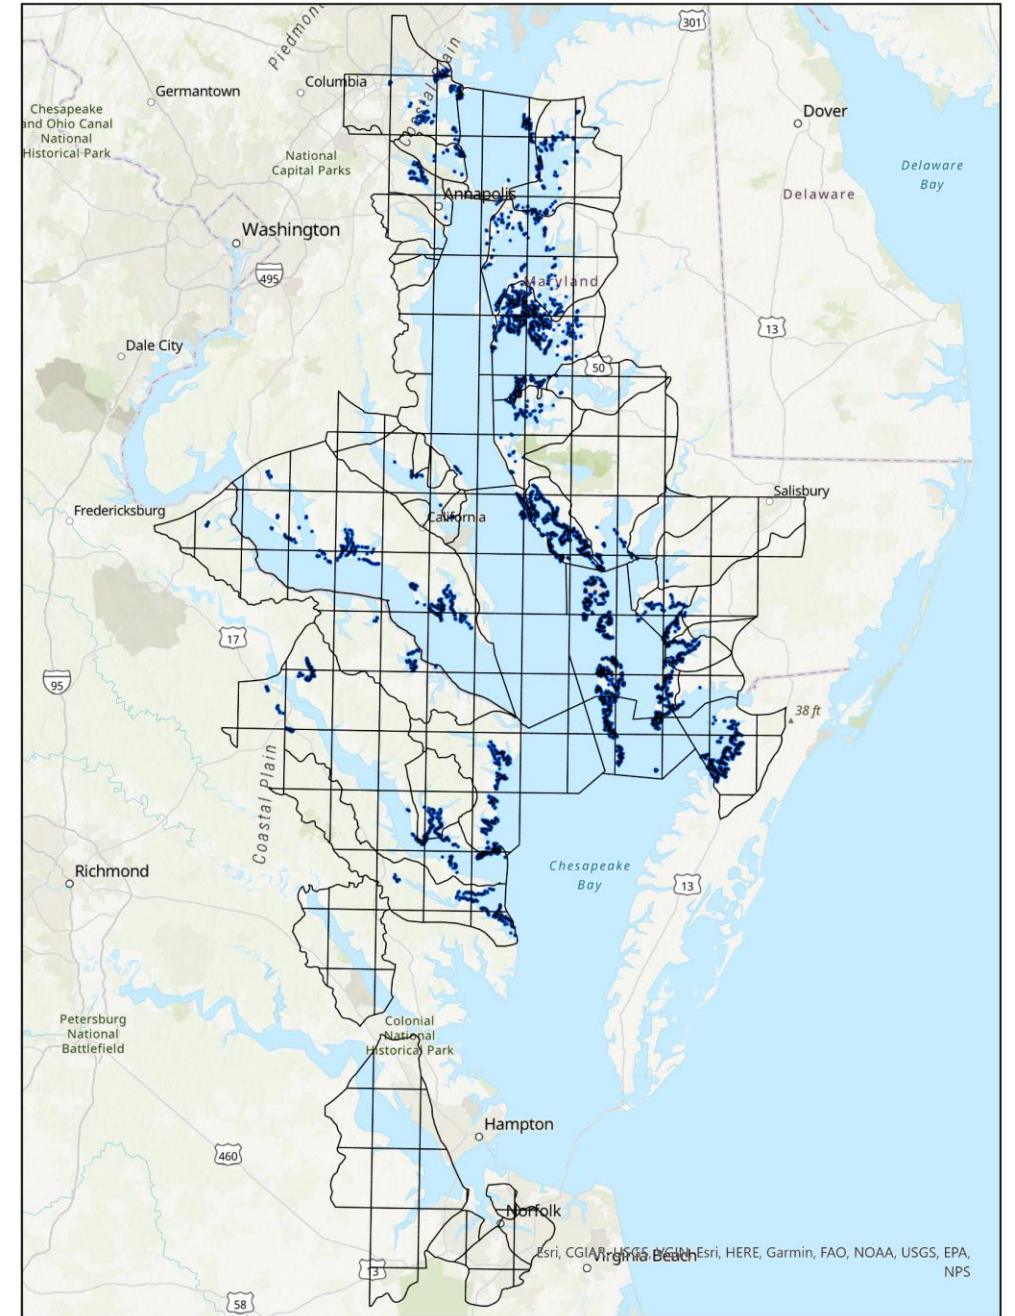 Piedmont
301
Columbia
Germantown
Coastal Plain
Chesapeake
and Ohio Canal
National
Historical Park
Dover
National
Capital Parks
Delaware
Bay
Delaware
Annapolis
Washington
495
Maryland
13
Dale City
50
Salisbury
Fredericksburg
California
17
95
38 ft
Coastal Plain
Chesapeake
Bay
Richmond
13
Petersburg
National
Battlefield
Colonial
National
Historical Park
Hampton
460
Norfolk
Esri, CGIAR, USGS, VGIN, Esri, HERE, Garmin, FAO, NOAA, USGS, EPA,
NPS
Virginia Beach
13
58